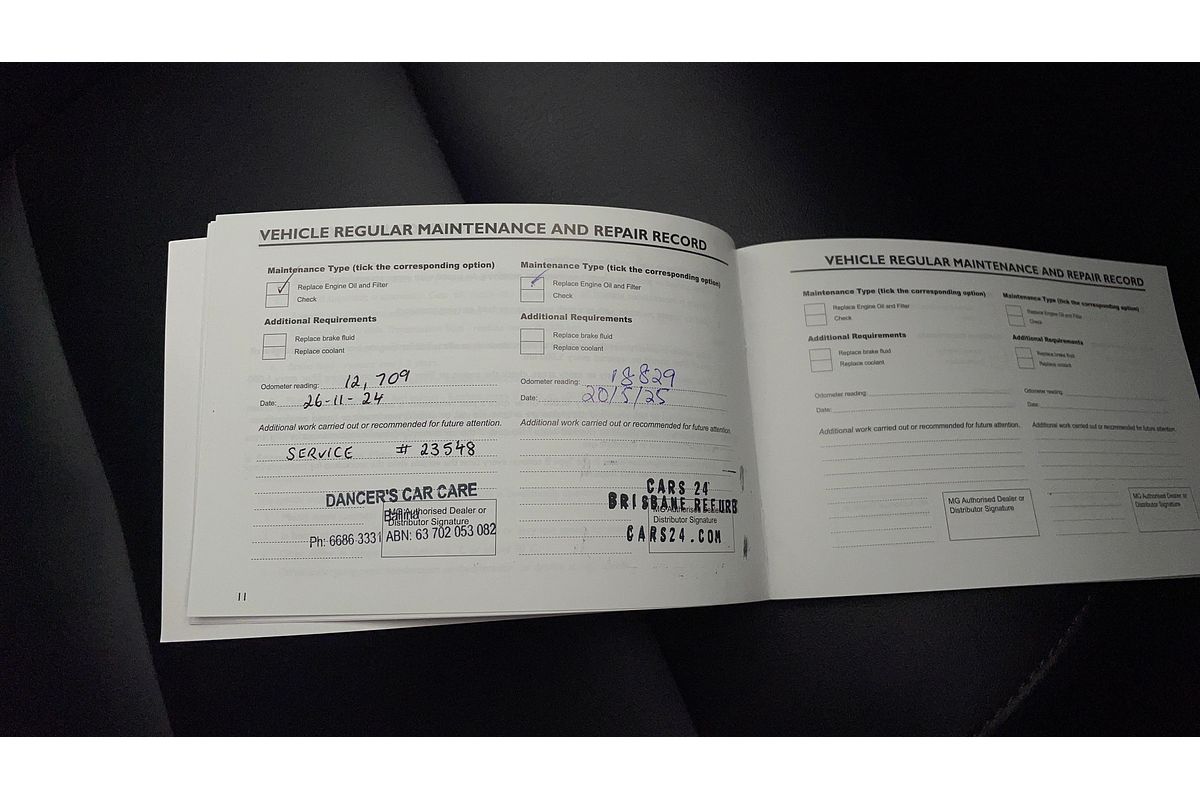 VEHICLE REGULAR MAINTENANCE AND REPAIR RECORD
Maintenance Type (tick the corresponding option)
Replace Engine Oil and Filter
Check
Additional Requirements
Replace brake fluid
Replace coolant
Odometer reading: 12,709
Date: 26-11-24
Additional work carried out or recommended for future attention.
SERVICE # 23548
DANCER'S CAR CARE
Ballina
MG Authorised Dealer or
Distributor Signature
Ph: 6686 3331 ABN: 63 702 053 082
11
Maintenance Type (tick the corresponding option)
Replace Engine Oil and Filter
Check
Additional Requirements
Replace brake fluid
Replace coolant
Odometer reading: 18829
Date: 20/5/25
Additional work carried out or recommended for future attention.
CARS 24
BRISBANE REFURB
MG Authorised Dealer
Distributor Signature
CARS24.COM
VEHICLE REGULAR MAINTENANCE AND REPAIR RECORD
Maintenance Type (tick the corresponding option)
Replace Engine Oil and Filter
Check
Additional Requirements
Replace brake fluid
Replace coolant
Odometer reading:
Date:
Additional work carried out or recommended for future attention.
MG Authorised Dealer or
Distributor Signature
Maintenance Type (tick the corresponding option)
Replace Engine Oil and Filter
Check
Additional Requirements
Replace brake fluid
Replace coolant
Odometer reading:
Date:
Additional work carried out or recommended for future attention.
MG Authorised Dealer or
Distributor Signature